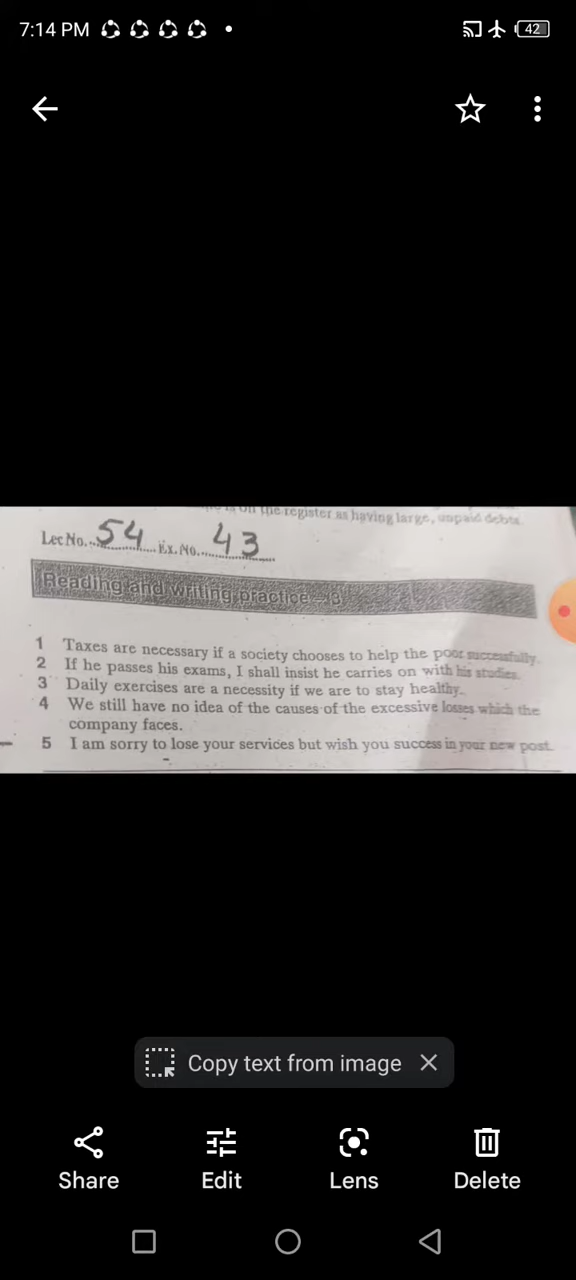 7:14 PM
42
is on the register as having large, unpaid debts.
Lec No. 54 Ex. No. 43
Reading and writing practice – 3
1 Taxes are necessary if a society chooses to help the poor successfully.
2 If he passes his exams, I shall insist he carries on with his studies.
3 Daily exercises are a necessity if we are to stay healthy.
4 We still have no idea of the causes of the excessive losses which the
company faces.
5 I am sorry to lose your services but wish you success in your new post.
Copy text from image
Share Edit Lens Delete